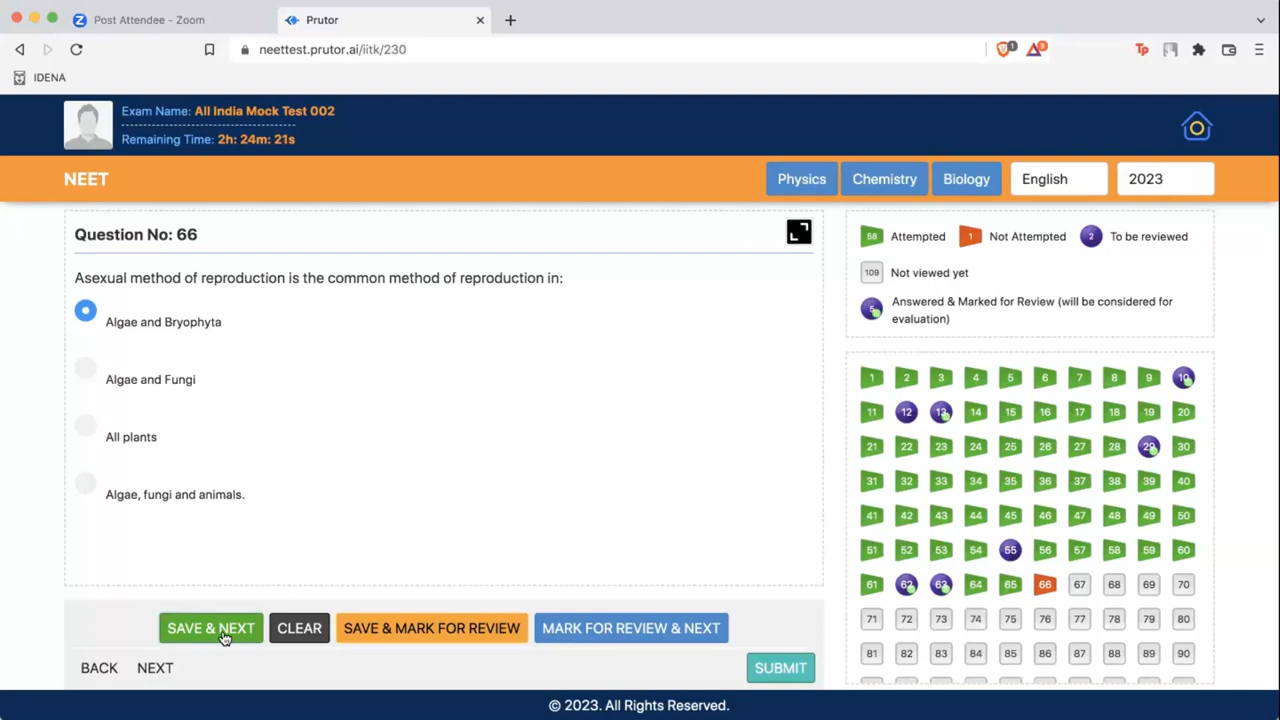 Post Attendee - Zoom
Prutor
neettest.prutor.ai/iitk/230
1
3
Tp
IDENA
Exam Name: All India Mock Test 002
Remaining Time: 2h: 24m: 21s
NEET
Physics
Chemistry
Biology
English
2023
Question No: 66
Asexual method of reproduction is the common method of reproduction in:
Algae and Bryophyta
Algae and Fungi
All plants
Algae, fungi and animals.
58 Attempted
1 Not Attempted
2 To be reviewed
109 Not viewed yet
Answered & Marked for Review (will be considered for
evaluation)
1 2 3 4 5 6 7 8 9 10
11 12 13 14 15 16 17 18 19 20
21 22 23 24 25 26 27 28 29 30
31 32 33 34 35 36 37 38 39 40
41 42 43 44 45 46 47 48 49 50
51 52 53 54 55 56 57 58 59 60
61 62 63 64 65 66 67 68 69 70
71 72 73 74 75 76 77 78 79 80
81 82 83 84 85 86 87 88 89 90
SAVE & NEXT
CLEAR
SAVE & MARK FOR REVIEW
MARK FOR REVIEW & NEXT
BACK
NEXT
SUBMIT
© 2023. All Rights Reserved.